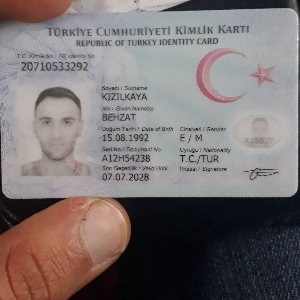 TÜRKİYE CUMHURİYETİ KİMLİK KARTI
REPUBLIC OF TURKEY IDENTITY CARD
T.C. Kimlik No / TR Identity No
20710533292
Soyadı / Surname
KIZILKAYA
Adı / Given Name(s)
BEHZAT
Doğum Tarihi / Date of Birth
15.08.1992
Cinsiyeti / Gender
E / M
Seri No / Document No
A12H54238
Uyruğu / Nationality
T.C./TUR
Son Geçerlilik / Valid Until
07.07.2028
İmzası / Signature